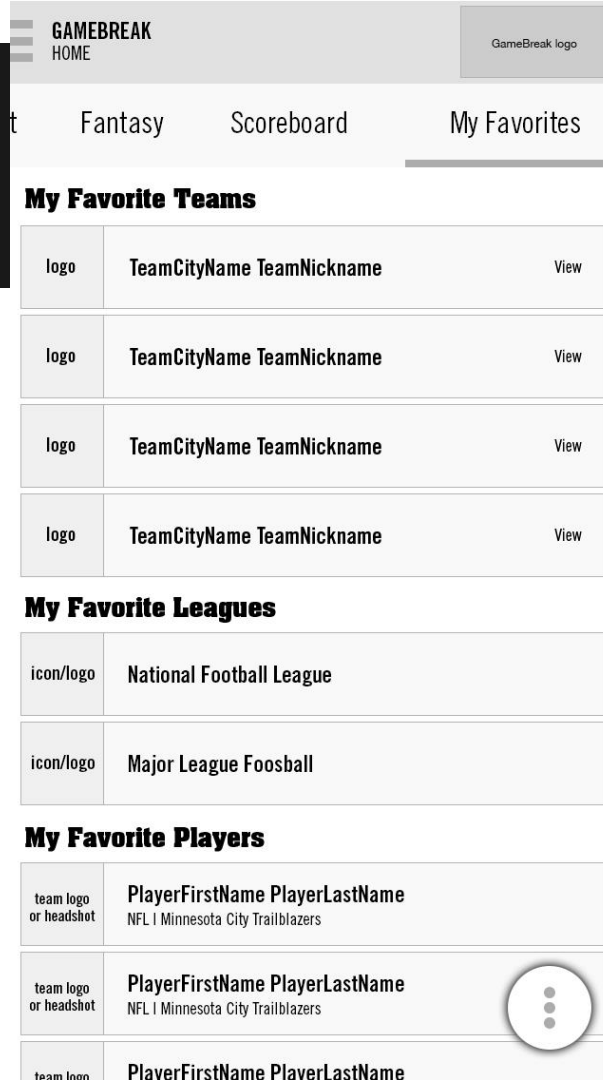 GAMEBREAK
HOME
GameBreak logo
t Fantasy Scoreboard My Favorites
My Favorite Teams
logo TeamCityName TeamNickname View
logo TeamCityName TeamNickname View
logo TeamCityName TeamNickname View
logo TeamCityName TeamNickname View
My Favorite Leagues
icon/logo National Football League
icon/logo Major League Foosball
My Favorite Players
team logo
or headshot
PlayerFirstName PlayerLastName
NFL | Minnesota City Trailblazers
team logo
or headshot
PlayerFirstName PlayerLastName
NFL | Minnesota City Trailblazers
team logo
PlayerFirstName PlayerLastName